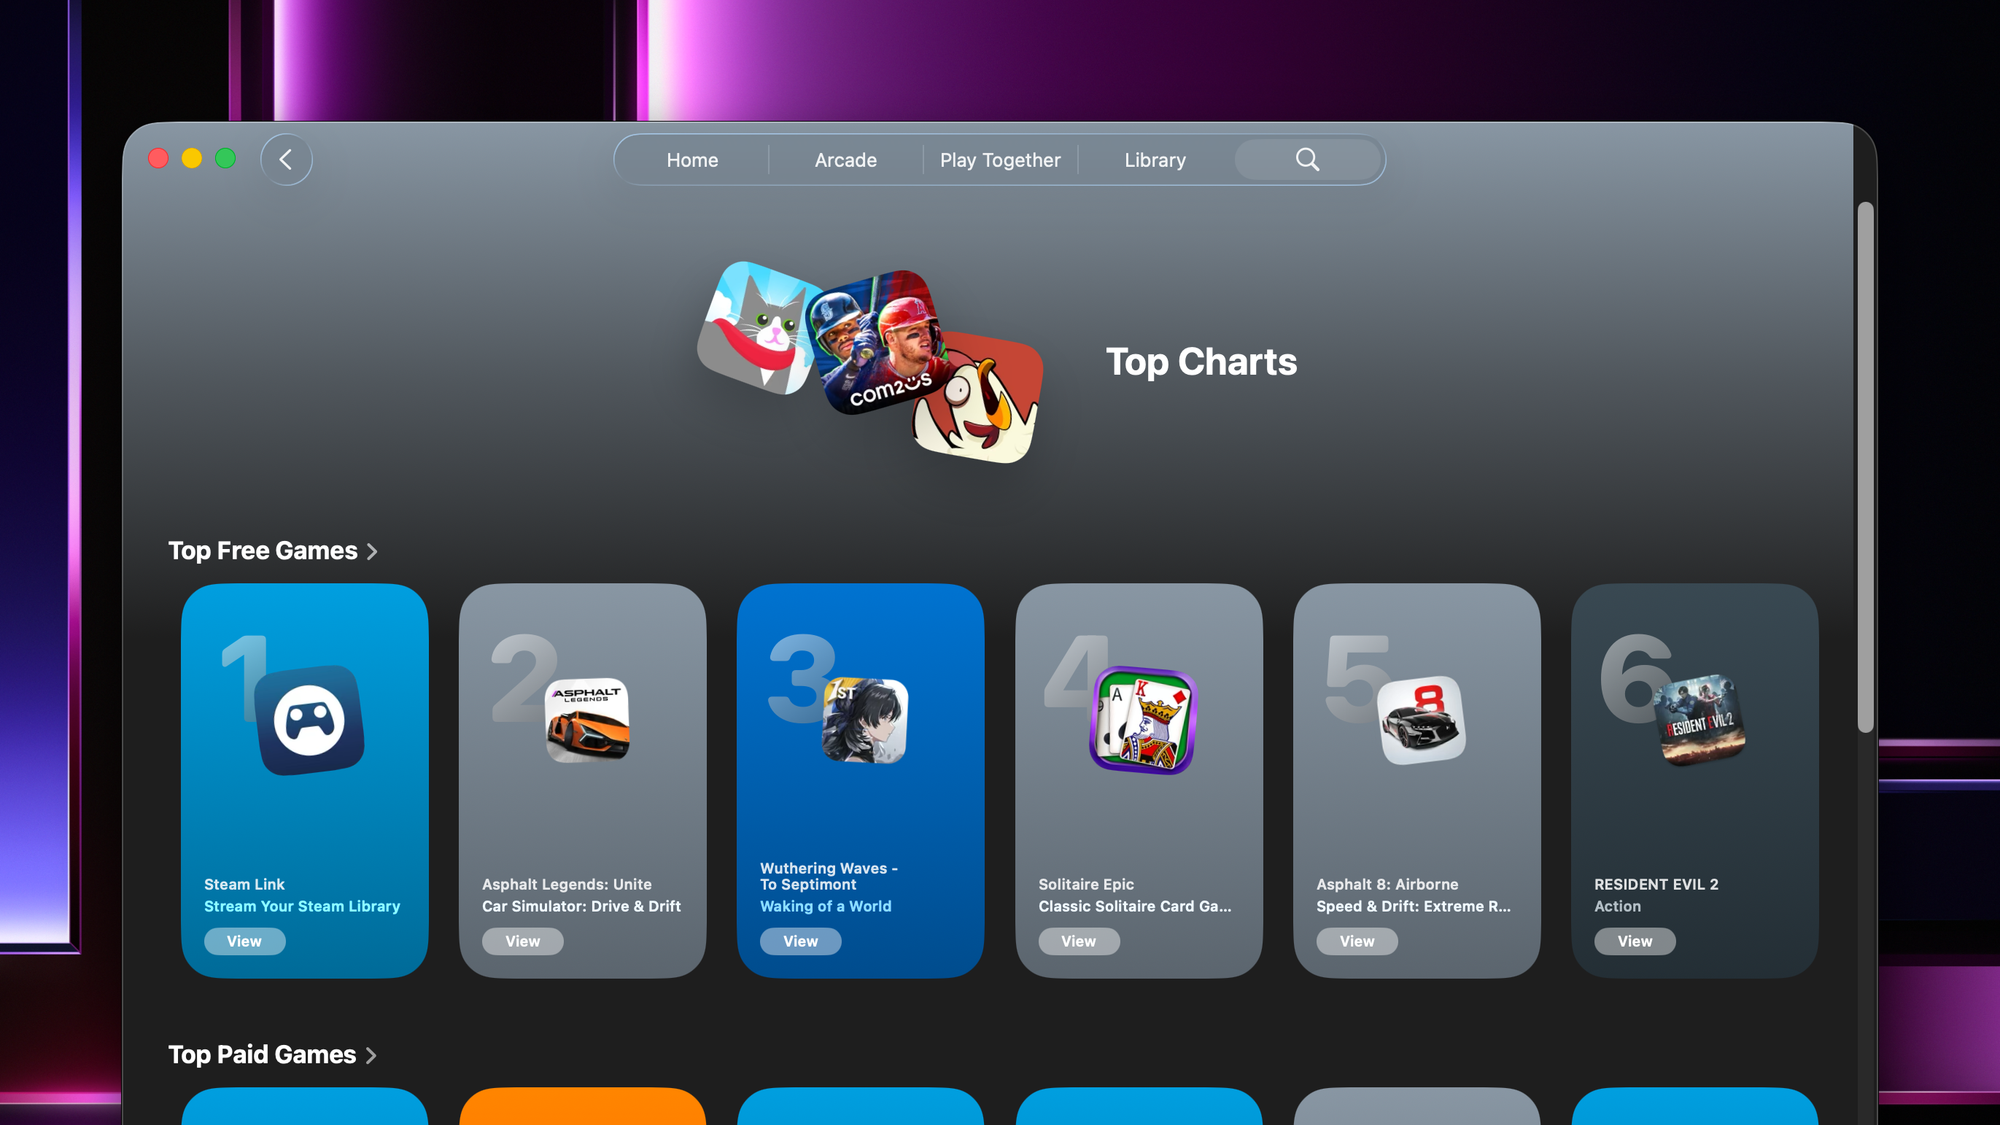 Home
Arcade
Play Together
Library
com2us
Top Charts
Top Free Games
1
2
ASPHALT
LEGENDS
3
1ST
4
A
K
5
8
6
RESIDENT EVIL 2
Steam Link
Stream Your Steam Library
View
Asphalt Legends: Unite
Car Simulator: Drive & Drift
View
Wuthering Waves -
To Septimont
Waking of a World
View
Solitaire Epic
Classic Solitaire Card Ga...
View
Asphalt 8: Airborne
Speed & Drift: Extreme R...
View
RESIDENT EVIL 2
Action
View
Top Paid Games